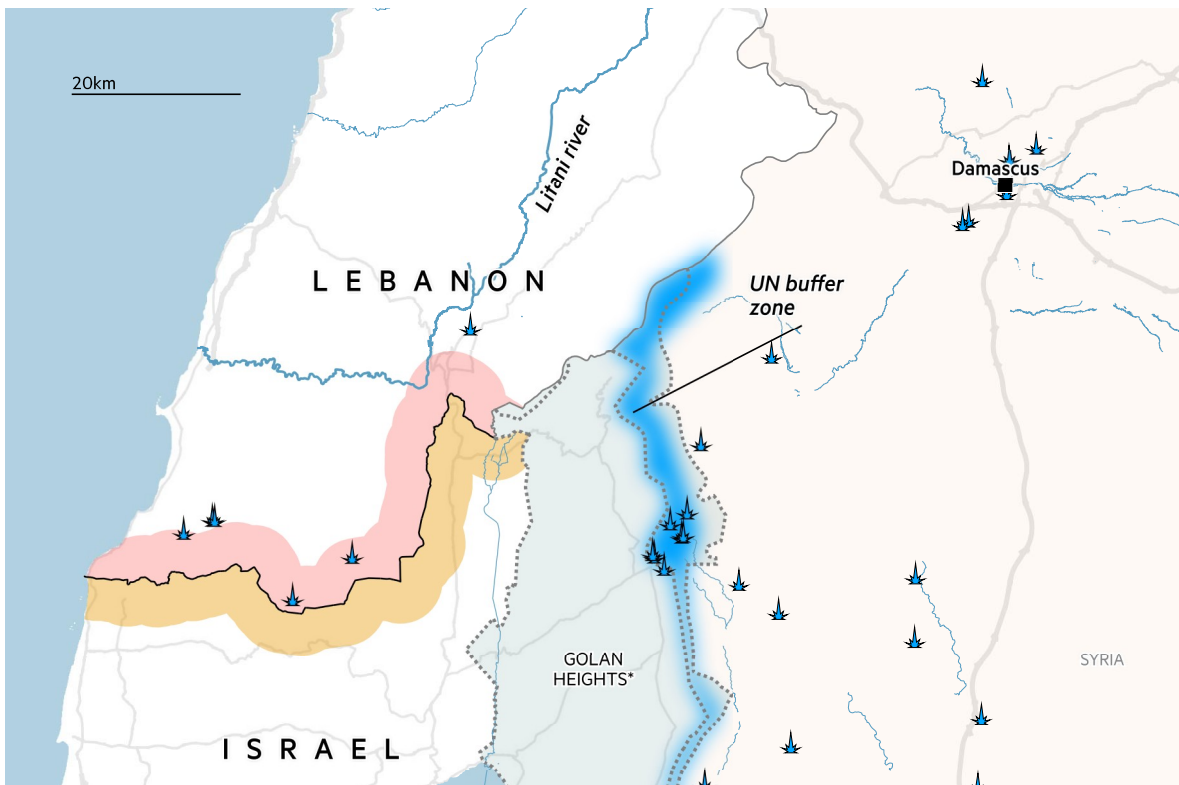 20km
Litani river
Damascus
LEBANON
UN buffer
zone
GOLAN
HEIGHTS*
SYRIA
ISRAEL